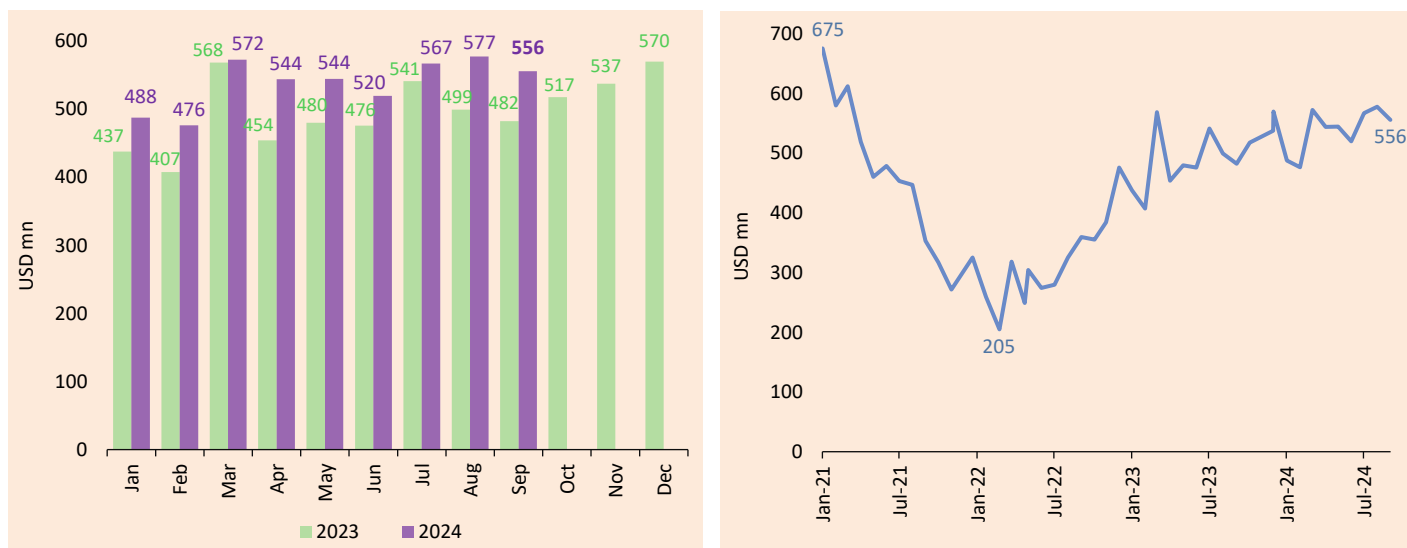 600
500
400
300
200
100
0
USD mn
437
488
407
476
568
572
454
544
480
544
476
520
541
567
499
577
482
556
517
537
570
Jan
Feb
Mar
Apr
May
Jun
Jul
Aug
Sep
Oct
Nov
Dec
2023
2024
700
600
500
400
300
200
100
0
USD mn
675
205
556
Jan-21
Jul-21
Jan-22
Jul-22
Jan-23
Jul-23
Jan-24
Jul-24